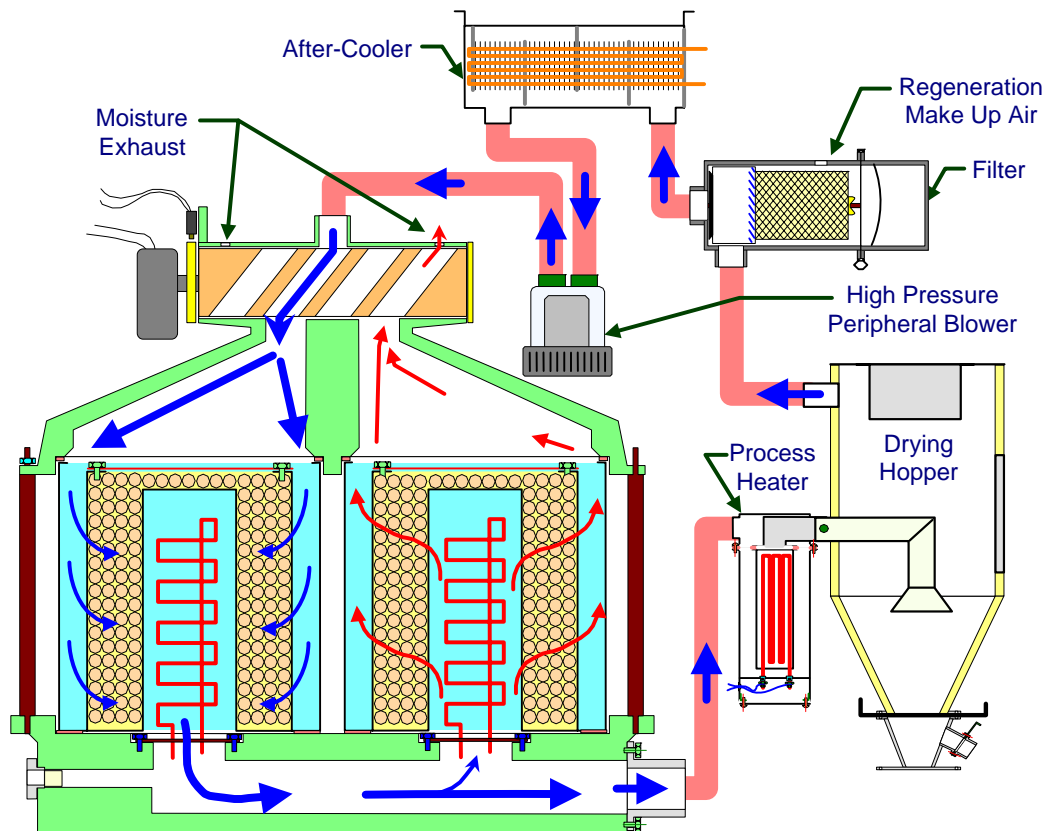 After-Cooler
Regeneration
Make Up Air
Moisture
Exhaust
Filter
High Pressure
Peripheral Blower
Process
Heater
Drying
Hopper